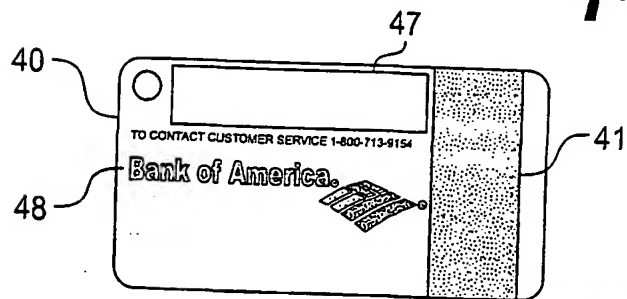 47
40
TO CONTACT CUSTOMER SERVICE 1-800-713-9154
41
Bank of America.
48